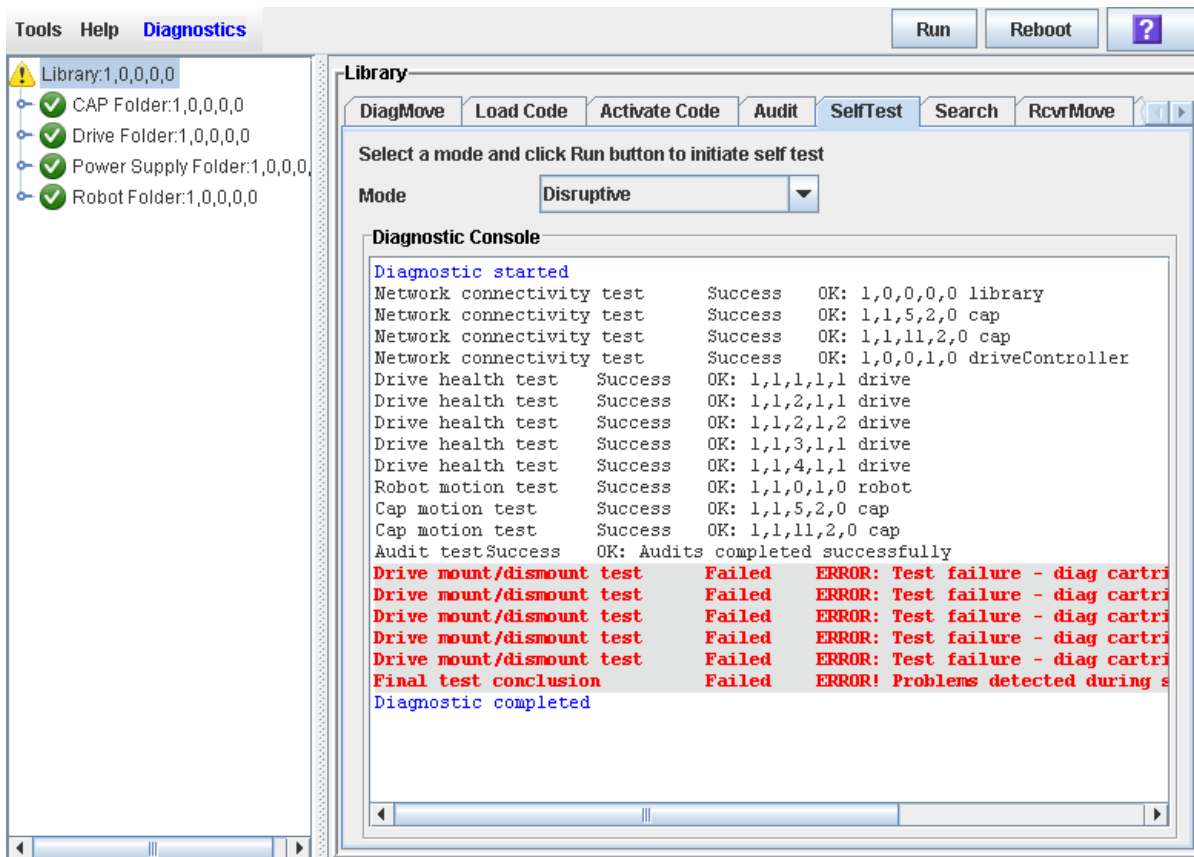 Tools Help Diagnostics
Run Reboot ?
Library:1,0,0,0,0
CAP Folder:1,0,0,0,0
Drive Folder:1,0,0,0,0
Power Supply Folder:1,0,0,0,
Robot Folder:1,0,0,0,0
Library
DiagMove Load Code Activate Code Audit SelfTest Search RcvrMove
Select a mode and click Run button to initiate self test
Mode Disruptive
Diagnostic Console
Diagnostic started
Network connectivity test Success OK: 1,0,0,0,0 library
Network connectivity test Success OK: 1,1,5,2,0 cap
Network connectivity test Success OK: 1,1,11,2,0 cap
Network connectivity test Success OK: 1,0,0,1,0 driveController
Drive health test Success OK: 1,1,1,1,1 drive
Drive health test Success OK: 1,1,2,1,1 drive
Drive health test Success OK: 1,1,2,1,2 drive
Drive health test Success OK: 1,1,3,1,1 drive
Drive health test Success OK: 1,1,4,1,1 drive
Robot motion test Success OK: 1,1,0,1,0 robot
Cap motion test Success OK: 1,1,5,2,0 cap
Cap motion test Success OK: 1,1,11,2,0 cap
Audit testSuccess OK: Audits completed successfully
Drive mount/dismount test Failed ERROR: Test failure - diag cartri
Drive mount/dismount test Failed ERROR: Test failure - diag cartri
Drive mount/dismount test Failed ERROR: Test failure - diag cartri
Drive mount/dismount test Failed ERROR: Test failure - diag cartri
Drive mount/dismount test Failed ERROR: Test failure - diag cartri
Final test conclusion Failed ERROR! Problems detected during s
Diagnostic completed